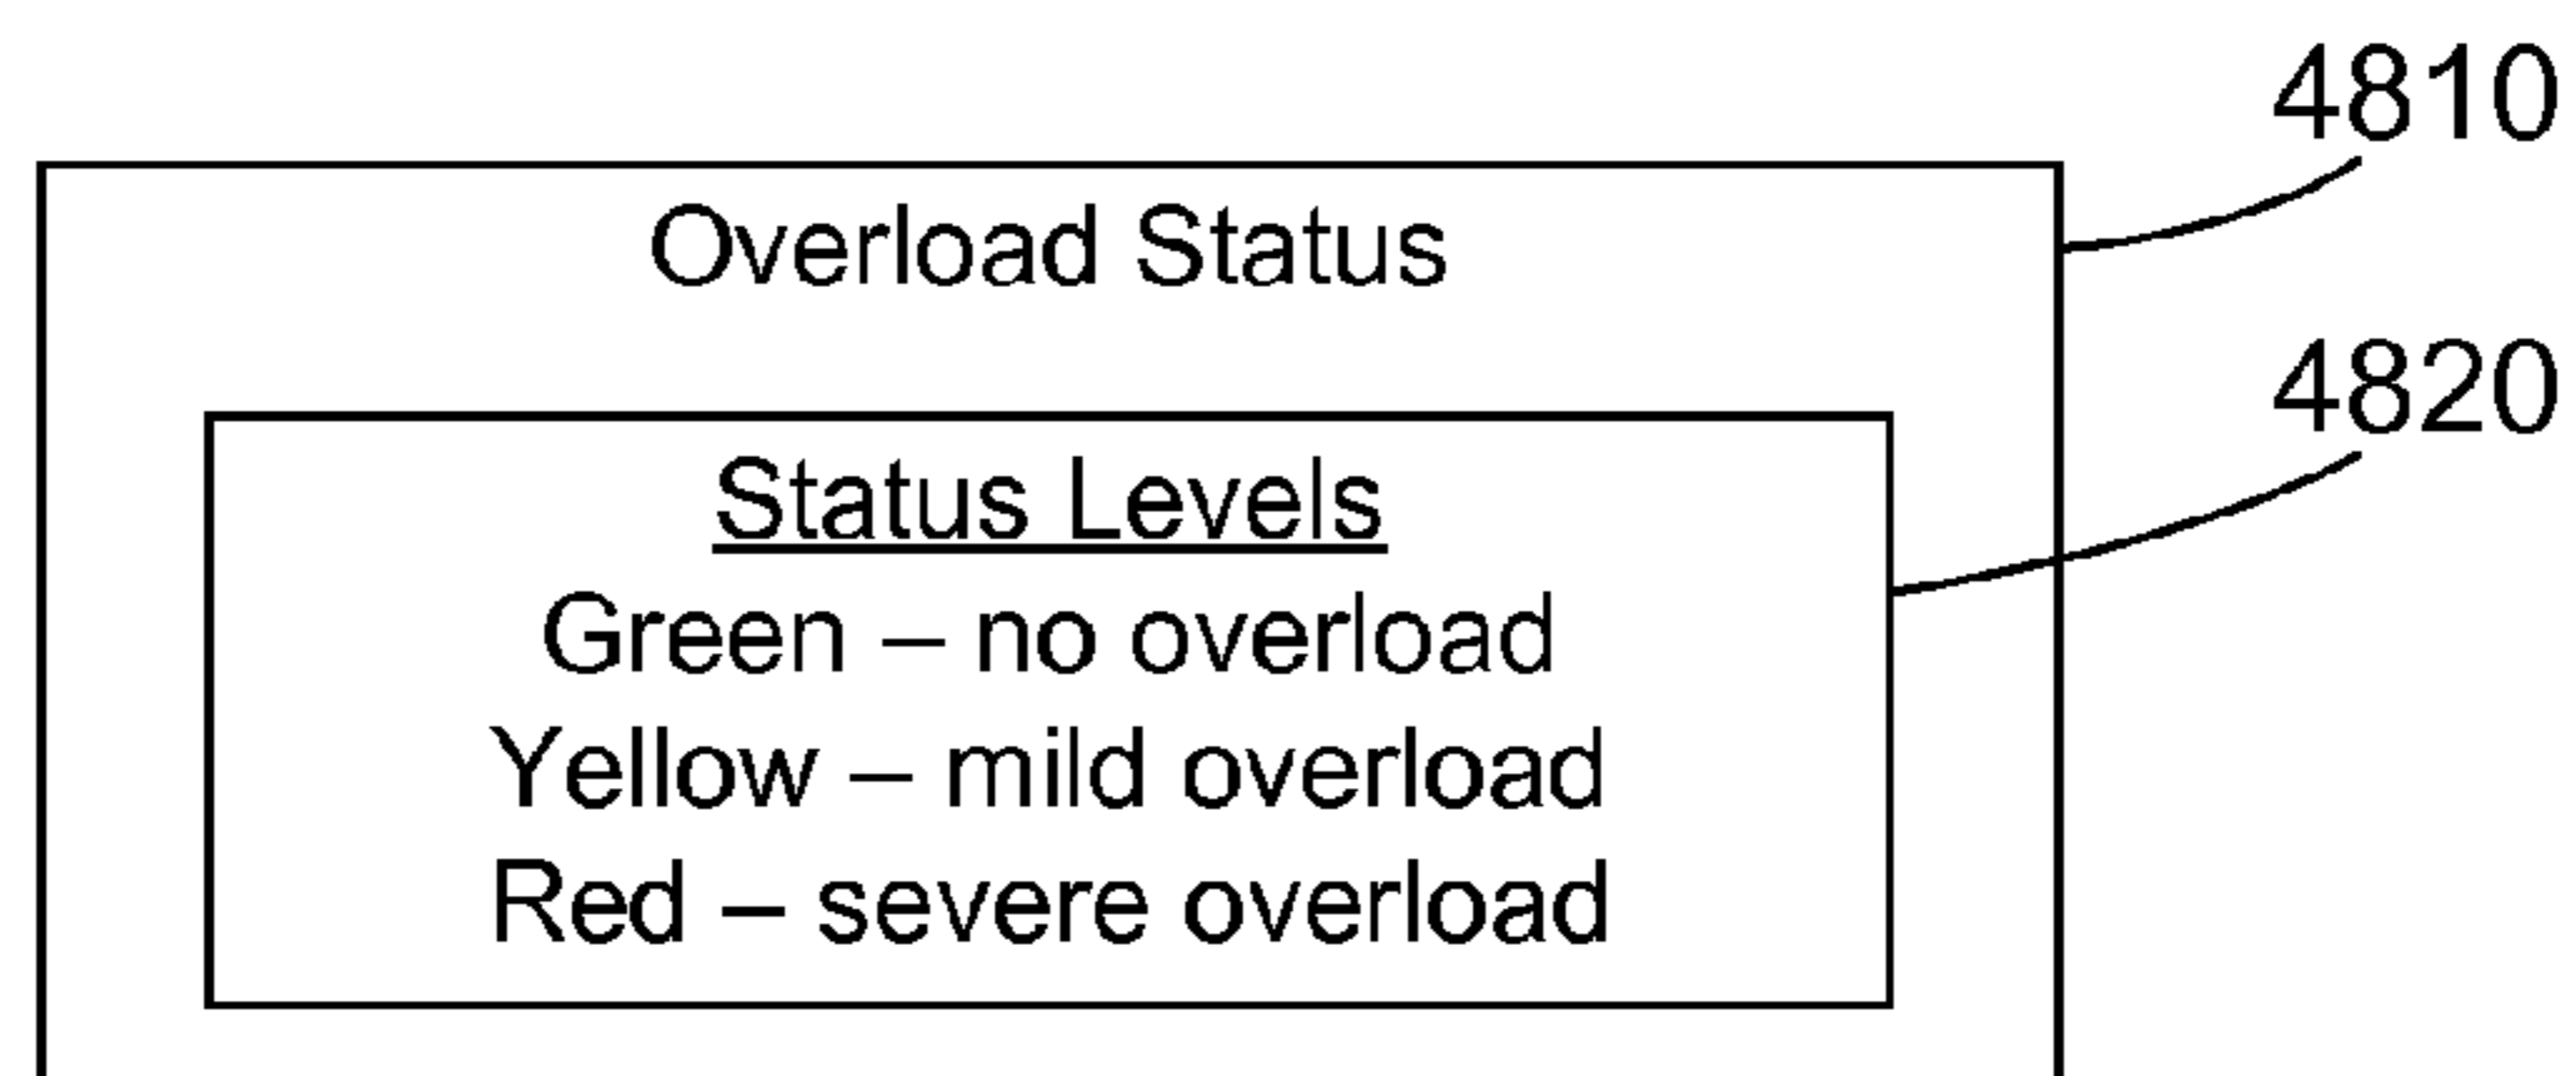 4810
Overload Status
4820
Status Levels
Green – no overload
Yellow – mild overload
Red – severe overload